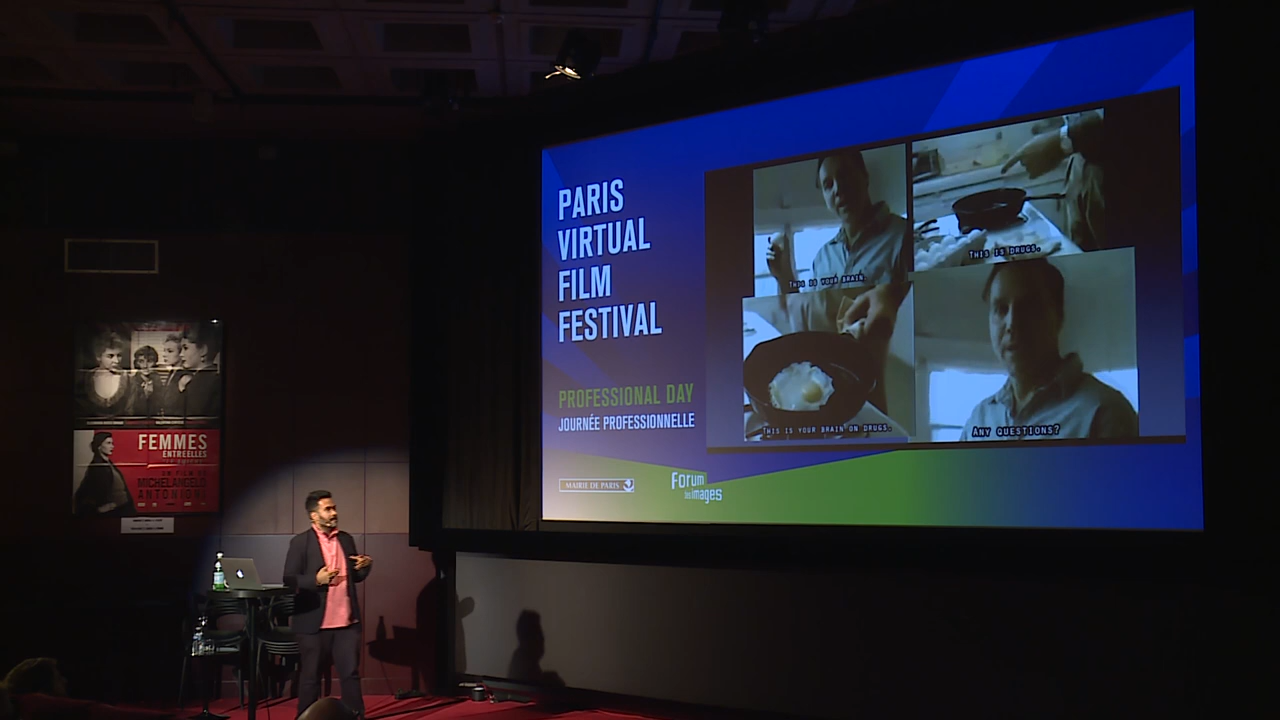 PARIS
VIRTUAL
FILM
FESTIVAL
PROFESSIONAL DAY
JOURNÉE PROFESSIONNELLE
MAIRIE DE PARIS
Forum
des images
THIS IS YOUR BRAIN.
THIS IS DRUGS.
THIS IS YOUR BRAIN ON DRUGS.
ANY QUESTIONS?
FEMMES
ENTRE ELLES
UN FILM DE
MICHELANGELO
ANTONIONI